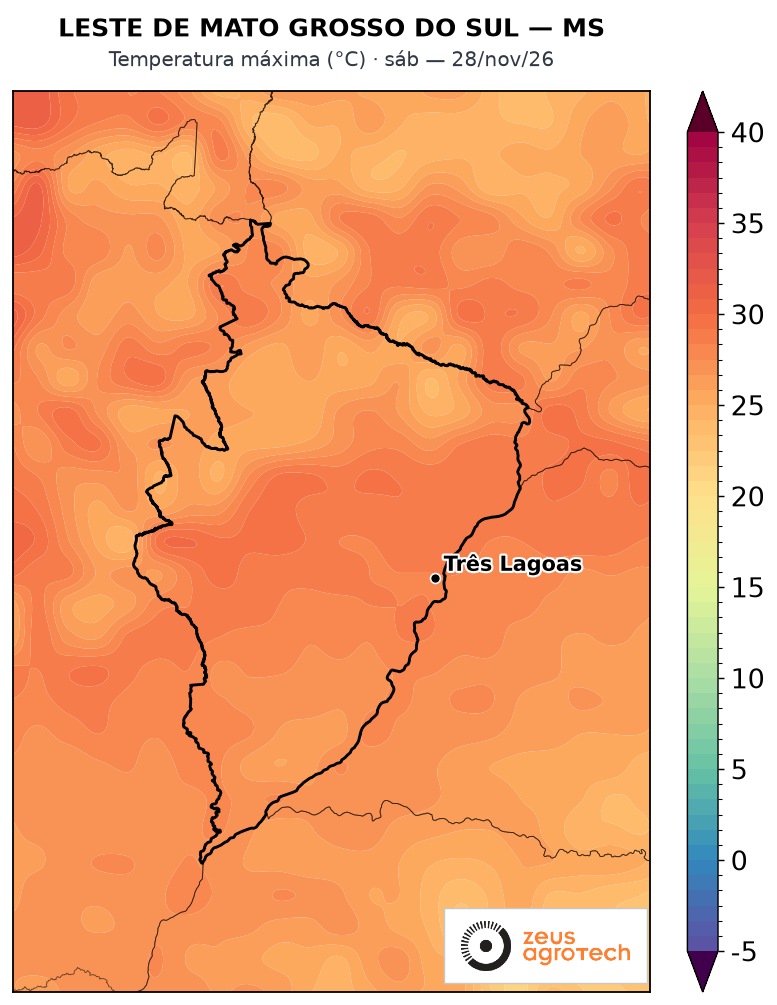 LESTE DE MATO GROSSO DO SUL — MS
Temperatura máxima (°C) · sáb — 28/nov/26
40
35
30
25
20
15
10
5
0
-5
Três Lagoas
zeus
agrotech